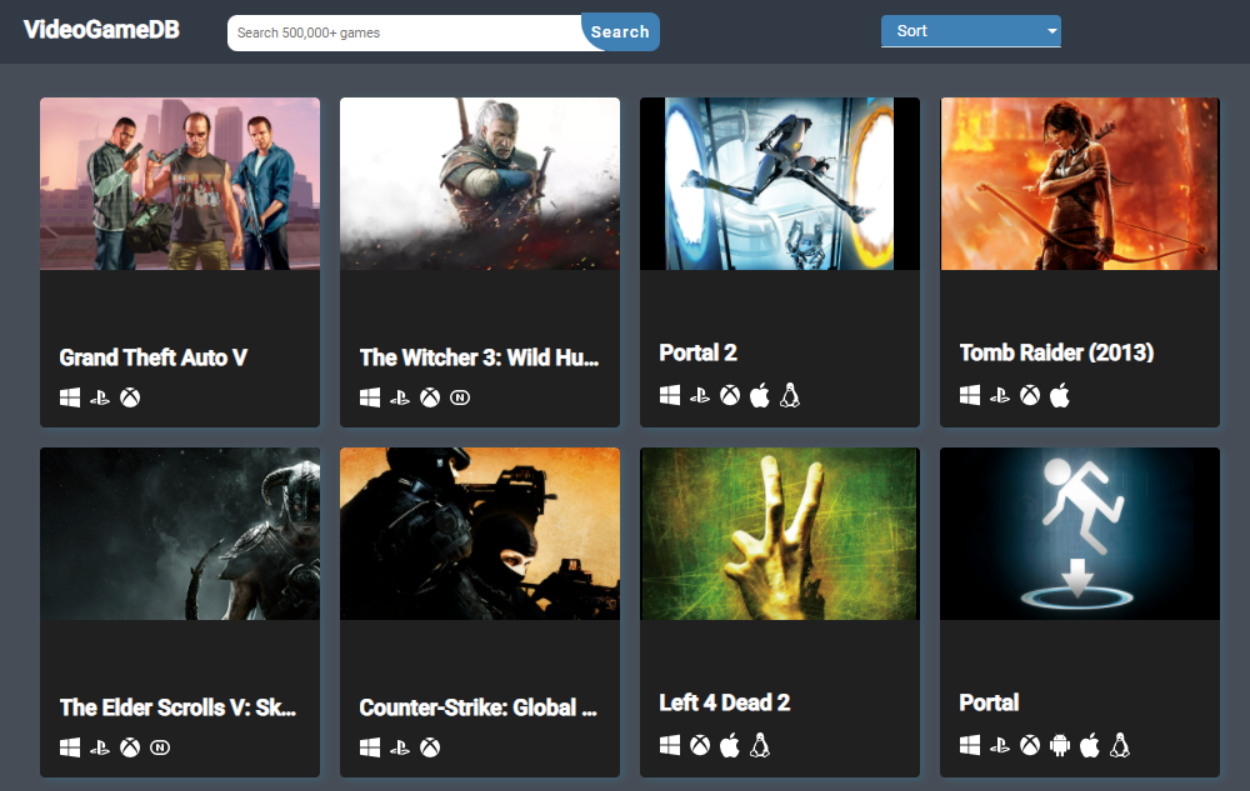 VideoGameDB
Search 500,000+ games
Search
Sort
Grand Theft Auto V
The Witcher 3: Wild Hu...
Portal 2
Tomb Raider (2013)
N
The Elder Scrolls V: Sk...
Counter-Strike: Global ...
Left 4 Dead 2
Portal
N